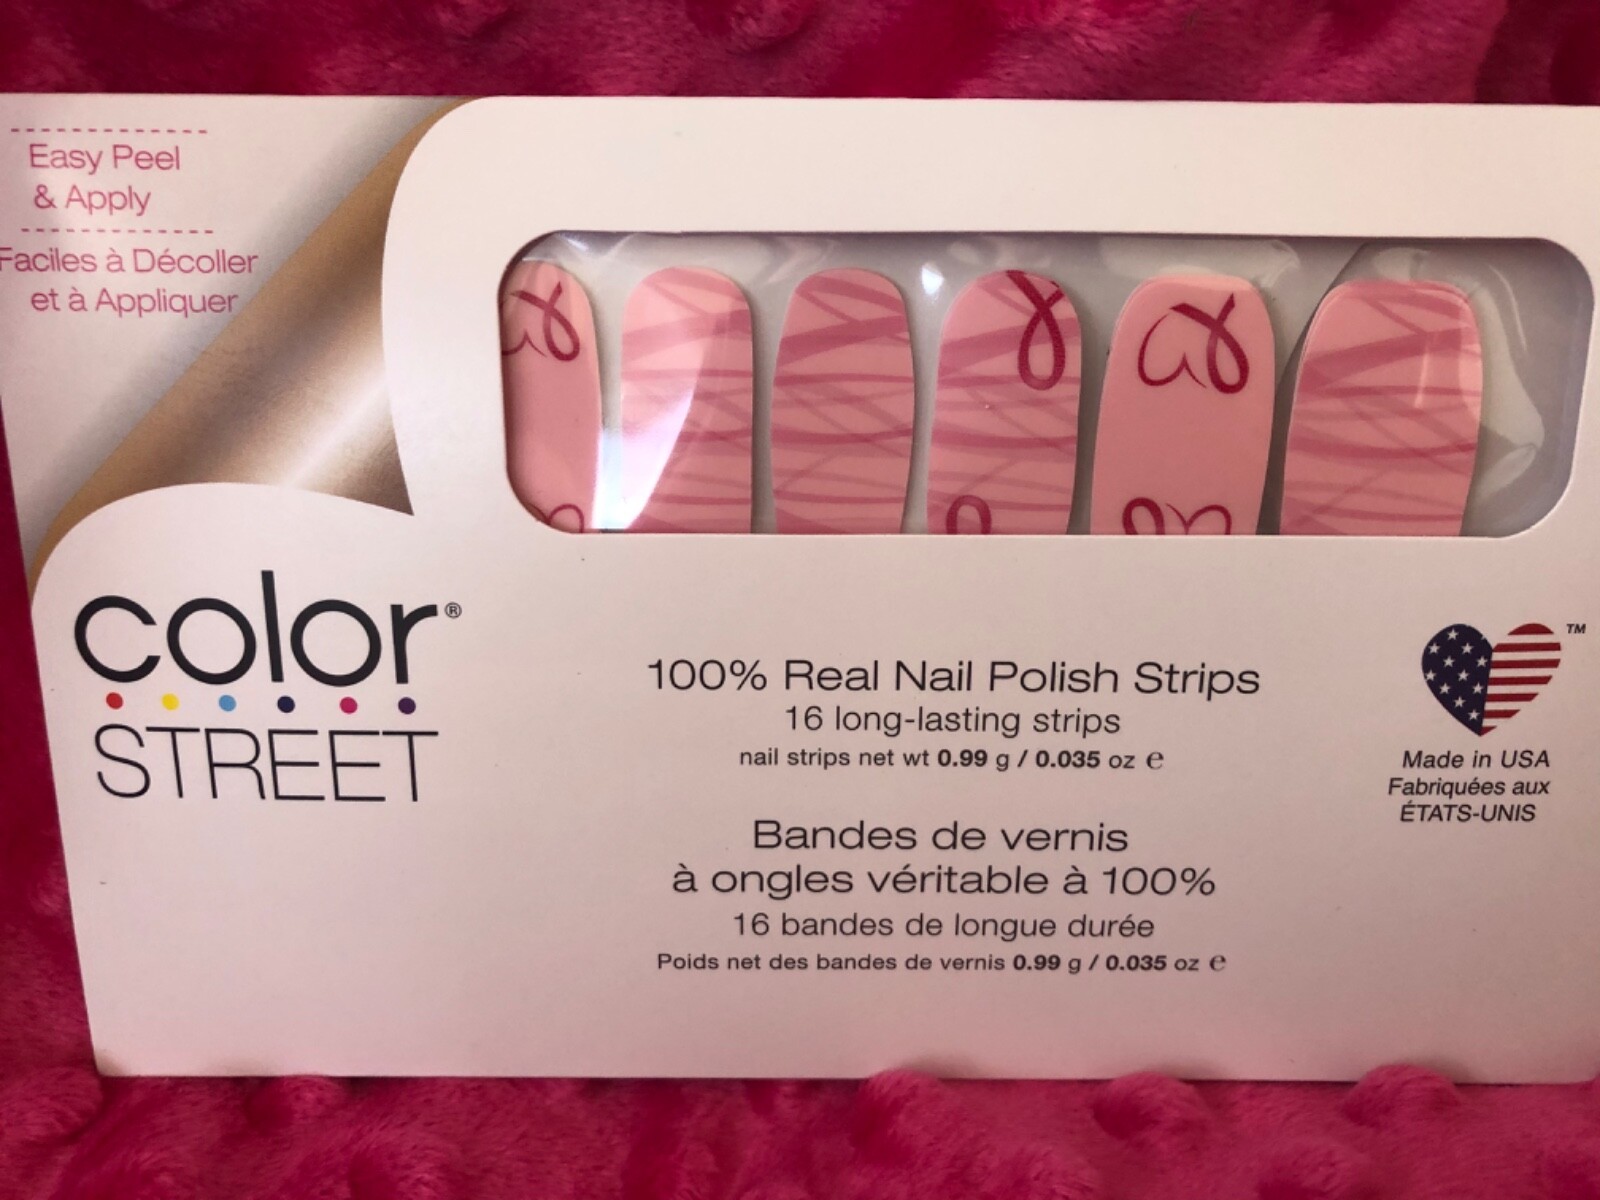 Easy Peel
& Apply
Faciles à Décoller
et à Appliquer
color®
STREET
100% Real Nail Polish Strips
16 long-lasting strips
nail strips net wt 0.99 g / 0.035 oz ℮
Bandes de vernis
à ongles véritable à 100%
16 bandes de longue durée
Poids net des bandes de vernis 0.99 g / 0.035 oz ℮
TM
Made in USA
Fabriquées aux
ÉTATS-UNIS